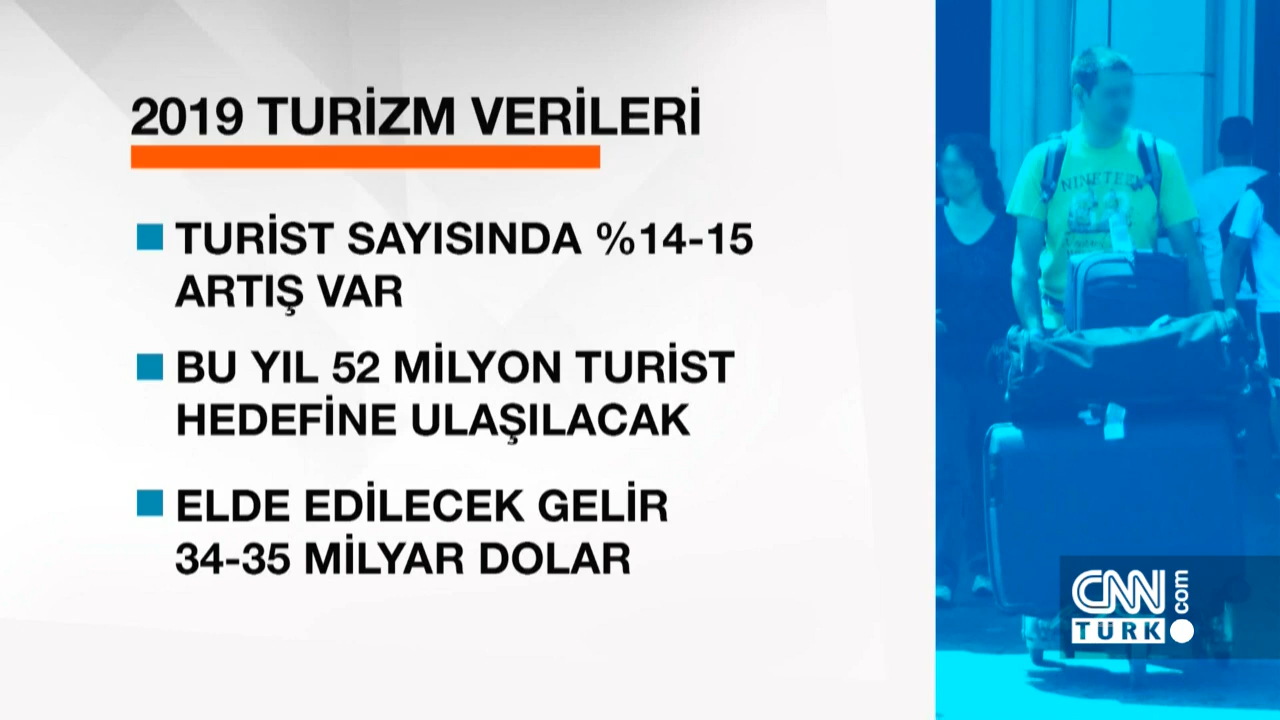 2019 TURİZM VERİLERİ
TURİST SAYISINDA %14-15
ARTIŞ VAR
BU YIL 52 MİLYON TURİST
HEDEFİNE ULAŞILACAK
ELDE EDİLECEK GELİR
34-35 MİLYAR DOLAR
NINETEEN
CNN
TÜRK
.com